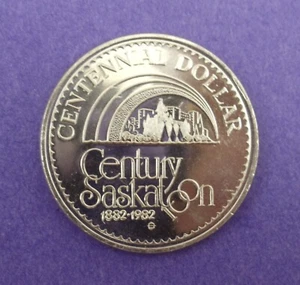 CENTENNIAL DOLLAR
Century
Saskatoon
1882-1982